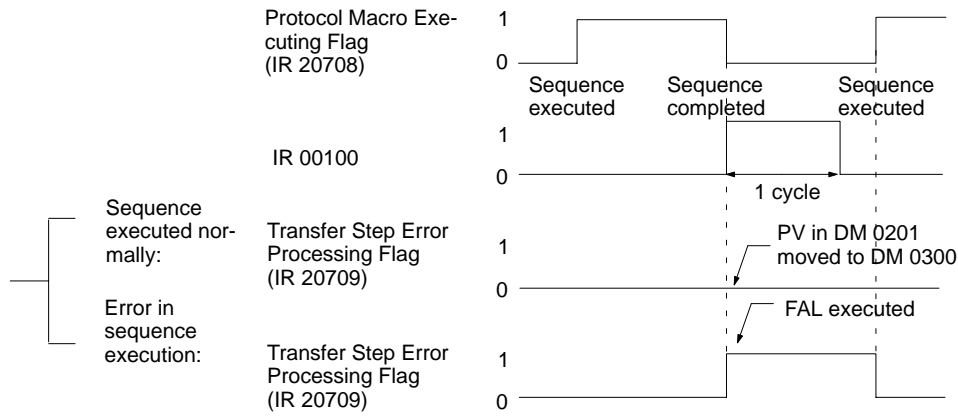 Protocol Macro Exe-
cuting Flag
(IR 20708)
1
0
Sequence
executed
Sequence
completed
Sequence
executed
IR 00100
1
0
1 cycle
Sequence
executed nor-
mally:
Transfer Step Error
Processing Flag
(IR 20709)
1
0
PV in DM 0201
moved to DM 0300
Error in
sequence
execution:
FAL executed
Transfer Step Error
Processing Flag
(IR 20709)
1
0